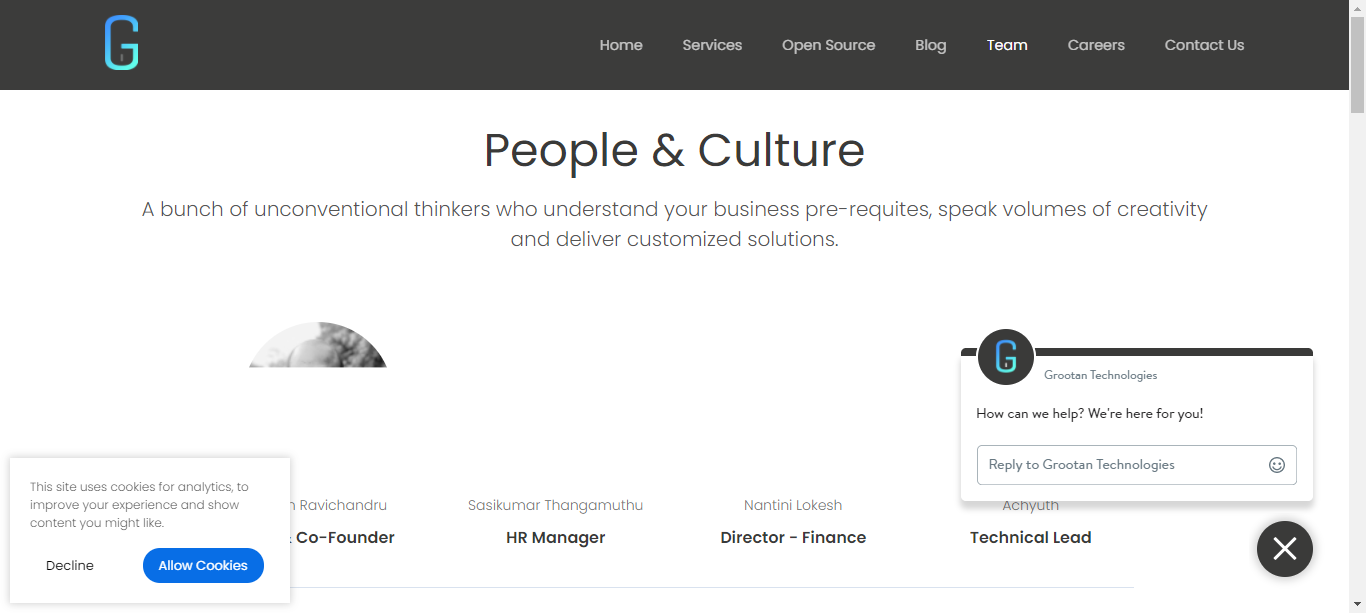 G
Home Services Open Source Blog Team Careers Contact Us
People & Culture
A bunch of unconventional thinkers who understand your business pre-requites, speak volumes of creativity
and deliver customized solutions.
G
Grootan Technologies
How can we help? We're here for you!
Reply to Grootan Technologies
This site uses cookies for analytics, to
improve your experience and show
content you might like.
Decline Allow Cookies
Ravichandru Sasikumar Thangamuthu Nantini Lokesh Achyuth
Co-Founder HR Manager Director - Finance Technical Lead